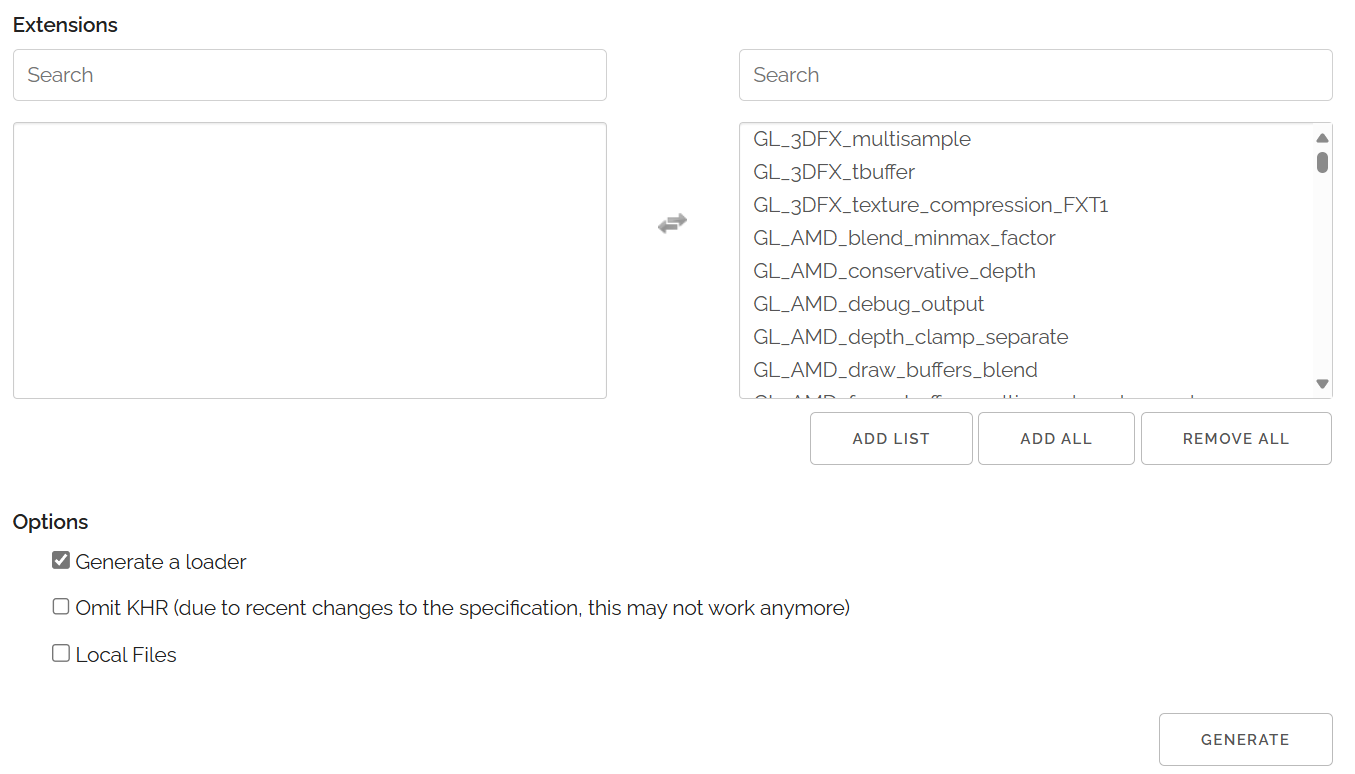 Extensions
Search
Search
GL_3DFX_multisample
GL_3DFX_tbuffer
GL_3DFX_texture_compression_FXT1
GL_AMD_blend_minmax_factor
GL_AMD_conservative_depth
GL_AMD_debug_output
GL_AMD_depth_clamp_separate
GL_AMD_draw_buffers_blend
ADD LIST
ADD ALL
REMOVE ALL
Options
Generate a loader
Omit KHR (due to recent changes to the specification, this may not work anymore)
Local Files
GENERATE